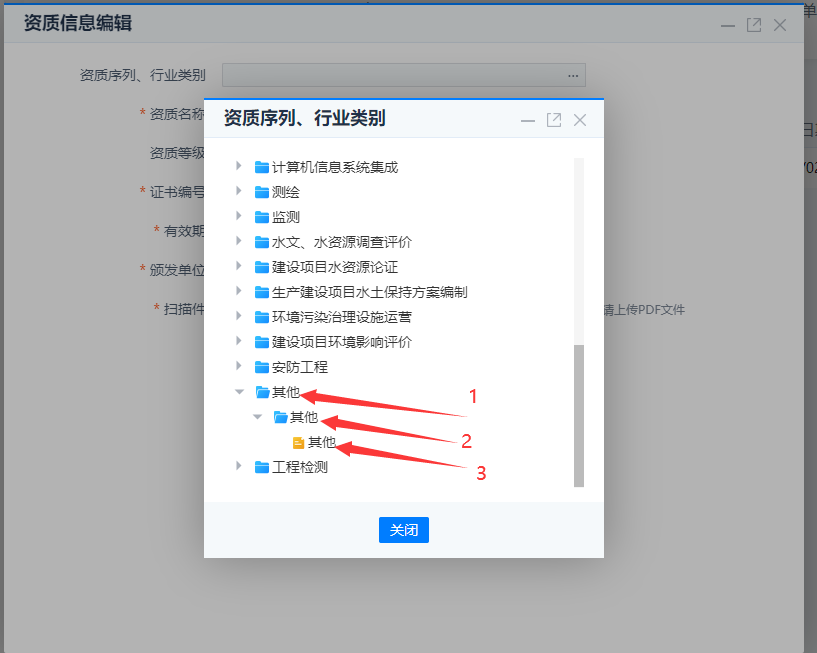 资质信息编辑
单
资质序列、行业类别
...
资质序列、行业类别
* 资质名称
资质等级
* 证书编号
* 有效期
* 颁发单位
* 扫描件
请上传PDF文件
计算机信息系统集成
测绘
监测
水文、水资源调查评价
建设项目水资源论证
生产建设项目水土保持方案编制
环境污染治理设施运营
建设项目环境影响评价
安防工程
其他
1
其他
2
其他
3
工程检测
关闭